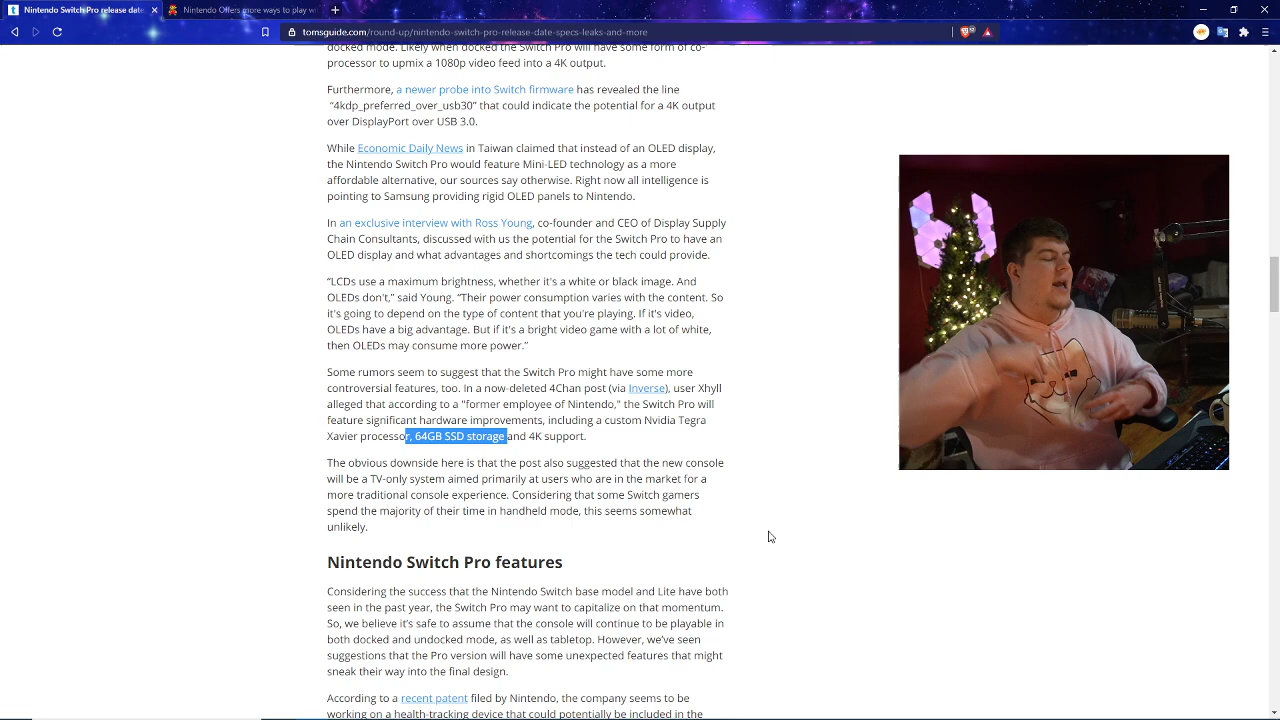 Nintendo Switch Pro release date
Nintendo Offers more ways to play w
tomsguide.com/round-up/nintendo-switch-pro-release-date-specs-leaks-and-more
docked mode. Likely when docked the Switch Pro will have some form of co-
processor to upmix a 1080p video feed into a 4K output.
Furthermore, a newer probe into Switch firmware has revealed the line
"4kdp_preferred_over_usb30" that could indicate the potential for a 4K output
over DisplayPort over USB 3.0.
While Economic Daily News in Taiwan claimed that instead of an OLED display,
the Nintendo Switch Pro would feature Mini-LED technology as a more
affordable alternative, our sources say otherwise. Right now all intelligence is
pointing to Samsung providing rigid OLED panels to Nintendo.
In an exclusive interview with Ross Young, co-founder and CEO of Display Supply
Chain Consultants, discussed with us the potential for the Switch Pro to have an
OLED display and what advantages and shortcomings the tech could provide.
“LCDs use a maximum brightness, whether it's a white or black image. And
OLEDs don't,” said Young. “Their power consumption varies with the content. So
it's going to depend on the type of content that you're playing. If it's video,
OLEDs have a big advantage. But if it's a bright video game with a lot of white,
then OLEDs may consume more power.”
Some rumors seem to suggest that the Switch Pro might have some more
controversial features, too. In a now-deleted 4Chan post (via Inverse), user Xhyll
alleged that according to a "former employee of Nintendo," the Switch Pro will
feature significant hardware improvements, including a custom Nvidia Tegra
Xavier processor, 64GB SSD storage and 4K support.
The obvious downside here is that the post also suggested that the new console
will be a TV-only system aimed primarily at users who are in the market for a
more traditional console experience. Considering that some Switch gamers
spend the majority of their time in handheld mode, this seems somewhat
unlikely.
Nintendo Switch Pro features
Considering the success that the Nintendo Switch base model and Lite have both
seen in the past year, the Switch Pro may want to capitalize on that momentum.
So, we believe it’s safe to assume that the console will continue to be playable in
both docked and undocked mode, as well as tabletop. However, we’ve seen
suggestions that the Pro version will have some unexpected features that might
sneak their way into the final design.
According to a recent patent filed by Nintendo, the company seems to be
working on a health-tracking device that could potentially be included in the